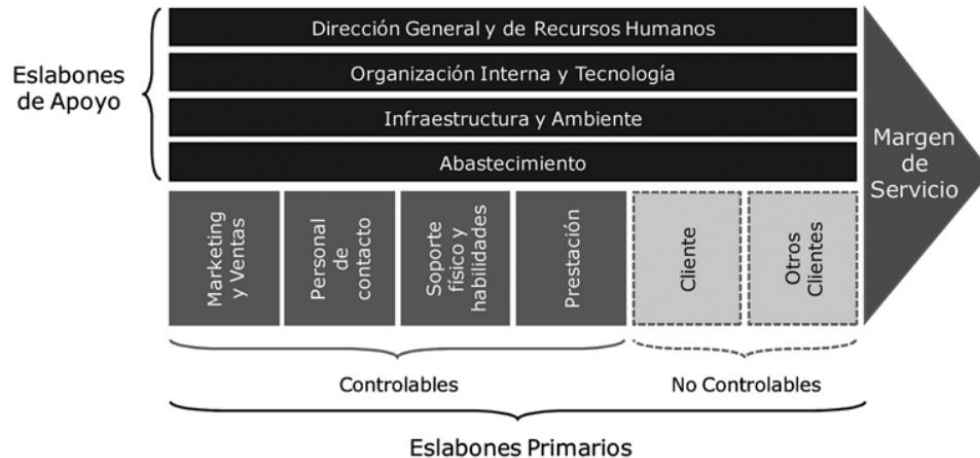 Eslabones
de Apoyo
Dirección General y de Recursos Humanos
Organización Interna y Tecnología
Infraestructura y Ambiente
Abastecimiento
Marketing
y Ventas
Personal
de
contacto
Soporte
físico y
habilidades
Prestación
Cliente
Otros
Clientes
Margen
de
Servicio
Controlables
No Controlables
Eslabones Primarios